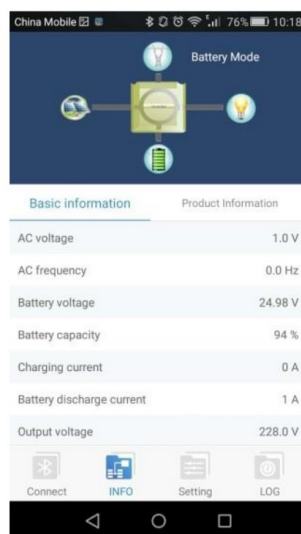 China Mobile 76% 10:18
Battery Mode
Basic information Product Information
AC voltage 1.0 V
AC frequency 0.0 Hz
Battery voltage 24.98 V
Battery capacity 94 %
Charging current 0 A
Battery discharge current 1 A
Output voltage 228.0 V
Connect INFO Setting LOG